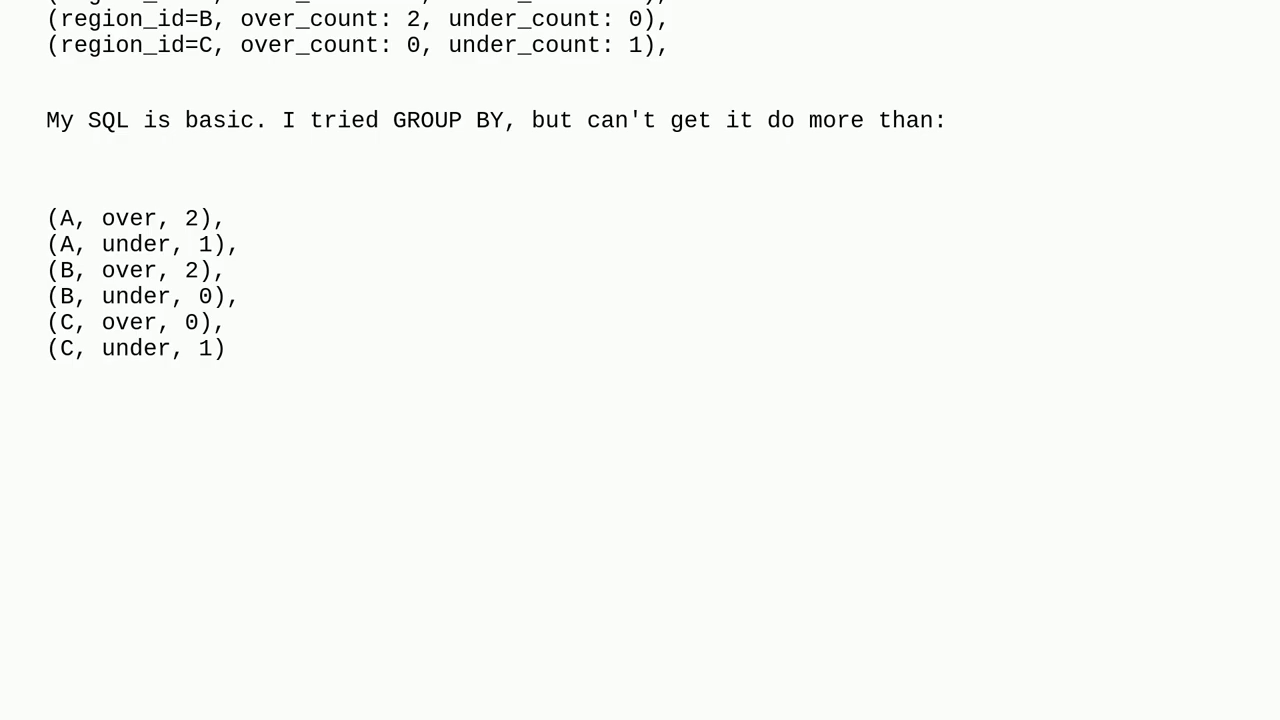 (region_id=B, over_count: 2, under_count: 0),
(region_id=C, over_count: 0, under_count: 1),
My SQL is basic. I tried GROUP BY, but can't get it do more than:
(A, over, 2),
(A, under, 1),
(B, over, 2),
(B, under, 0),
(C, over, 0),
(C, under, 1)